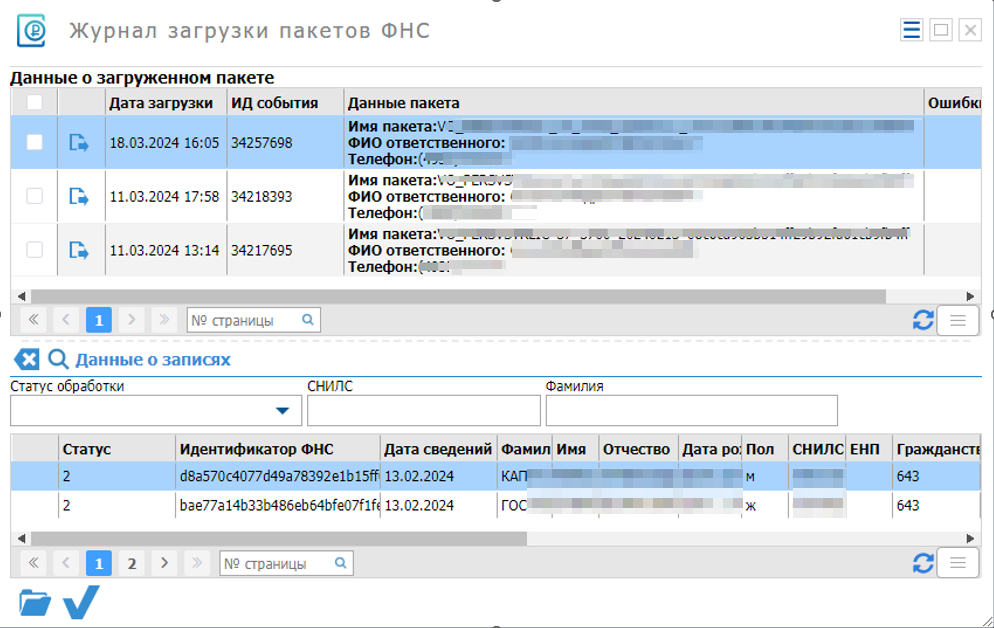 Журнал загрузки пакетов ФНС
Данные о загруженном пакете
Дата загрузки ИД события Данные пакета Ошибки
18.03.2024 16:05 34257698 Имя пакета:
ФИО ответственного:
Телефон:
11.03.2024 17:58 34218393 Имя пакета:
ФИО ответственного:
Телефон:
11.03.2024 13:14 34217695 Имя пакета:
ФИО ответственного:
Телефон:
« < 1 > » № страницы
Данные о записях
Статус обработки СНИЛС Фамилия
Статус Идентификатор ФНС Дата сведений Фамил Имя Отчество Дата ро Пол СНИЛС ЕНП Гражданств
2 d8a570c4077d49a78392e1b15ff 13.02.2024 КАП м 643
2 bae77a14b33b486eb64bfe07f1fe 13.02.2024 ГОС ж 643
« < 1 2 > » № страницы